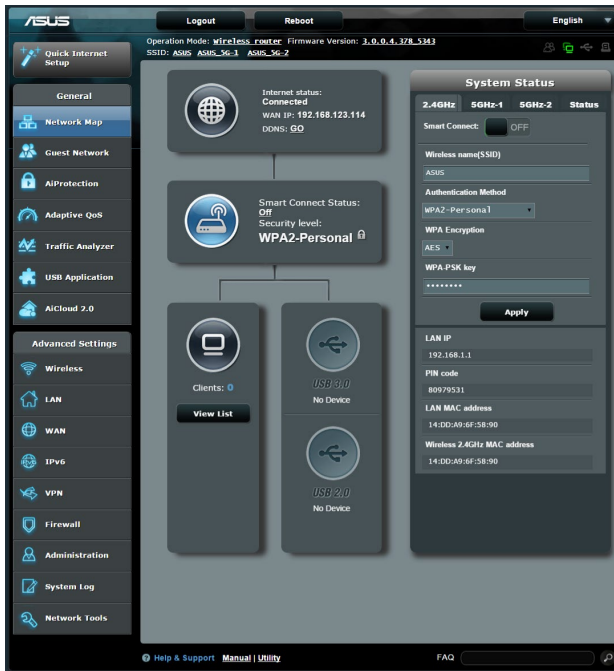 ASUS
Logout
Reboot
English
Quick Internet Setup
Operation Mode: Wireless router Firmware Version: 3.0.0.4.378_5343
SSID: ASUS ASUS_5G-1 ASUS_5G-2
General
Network Map
Guest Network
AiProtection
Adaptive QoS
Traffic Analyzer
USB Application
AiCloud 2.0
Advanced Settings
Wireless
LAN
WAN
IPv6
VPN
Firewall
Administration
System Log
Network Tools
Internet status:
Connected
WAN IP: 192.168.123.114
DDNS: GO
Smart Connect Status:
Off
Security level:
WPA2-Personal
Clients: 0
View List
USB 3.0
No Device
USB 2.0
No Device
System Status
2.4GHz 5GHz-1 5GHz-2 Status
Smart Connect: OFF
Wireless name(SSID)
ASUS
Authentication Method
WPA2-Personal
WPA Encryption
AES
WPA-PSK key
••••••••
Apply
LAN IP
192.168.1.1
PIN code
80979531
LAN MAC address
14:DD:A9:6F:58:90
Wireless 2.4GHz MAC address
14:DD:A9:6F:58:90
Help & Support Manual | Utility
FAQ